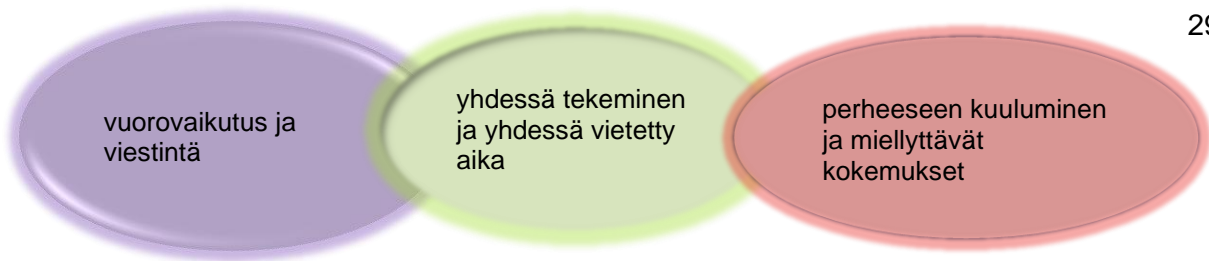 29
vuorovaikutus ja
viestintä
yhdessä tekeminen
ja yhdessä vietetty
aika
perheeseen kuuluminen
ja miellyttävät
kokemukset